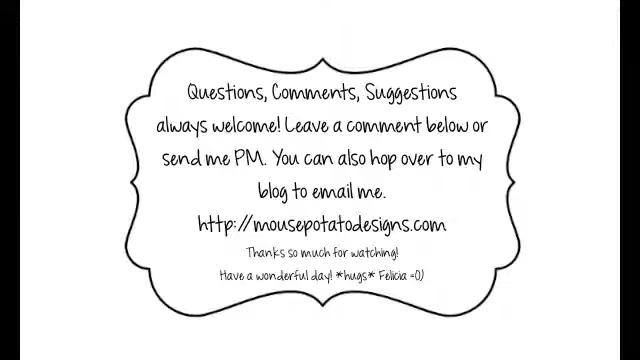 Questions, Comments, Suggestions
always welcome! Leave a comment below or
send me PM. You can also hop over to my
blog to email me.
http://mousepotatodesigns.com
Thanks so much for watching!
Have a wonderful day! *hugs* Felicia =0)